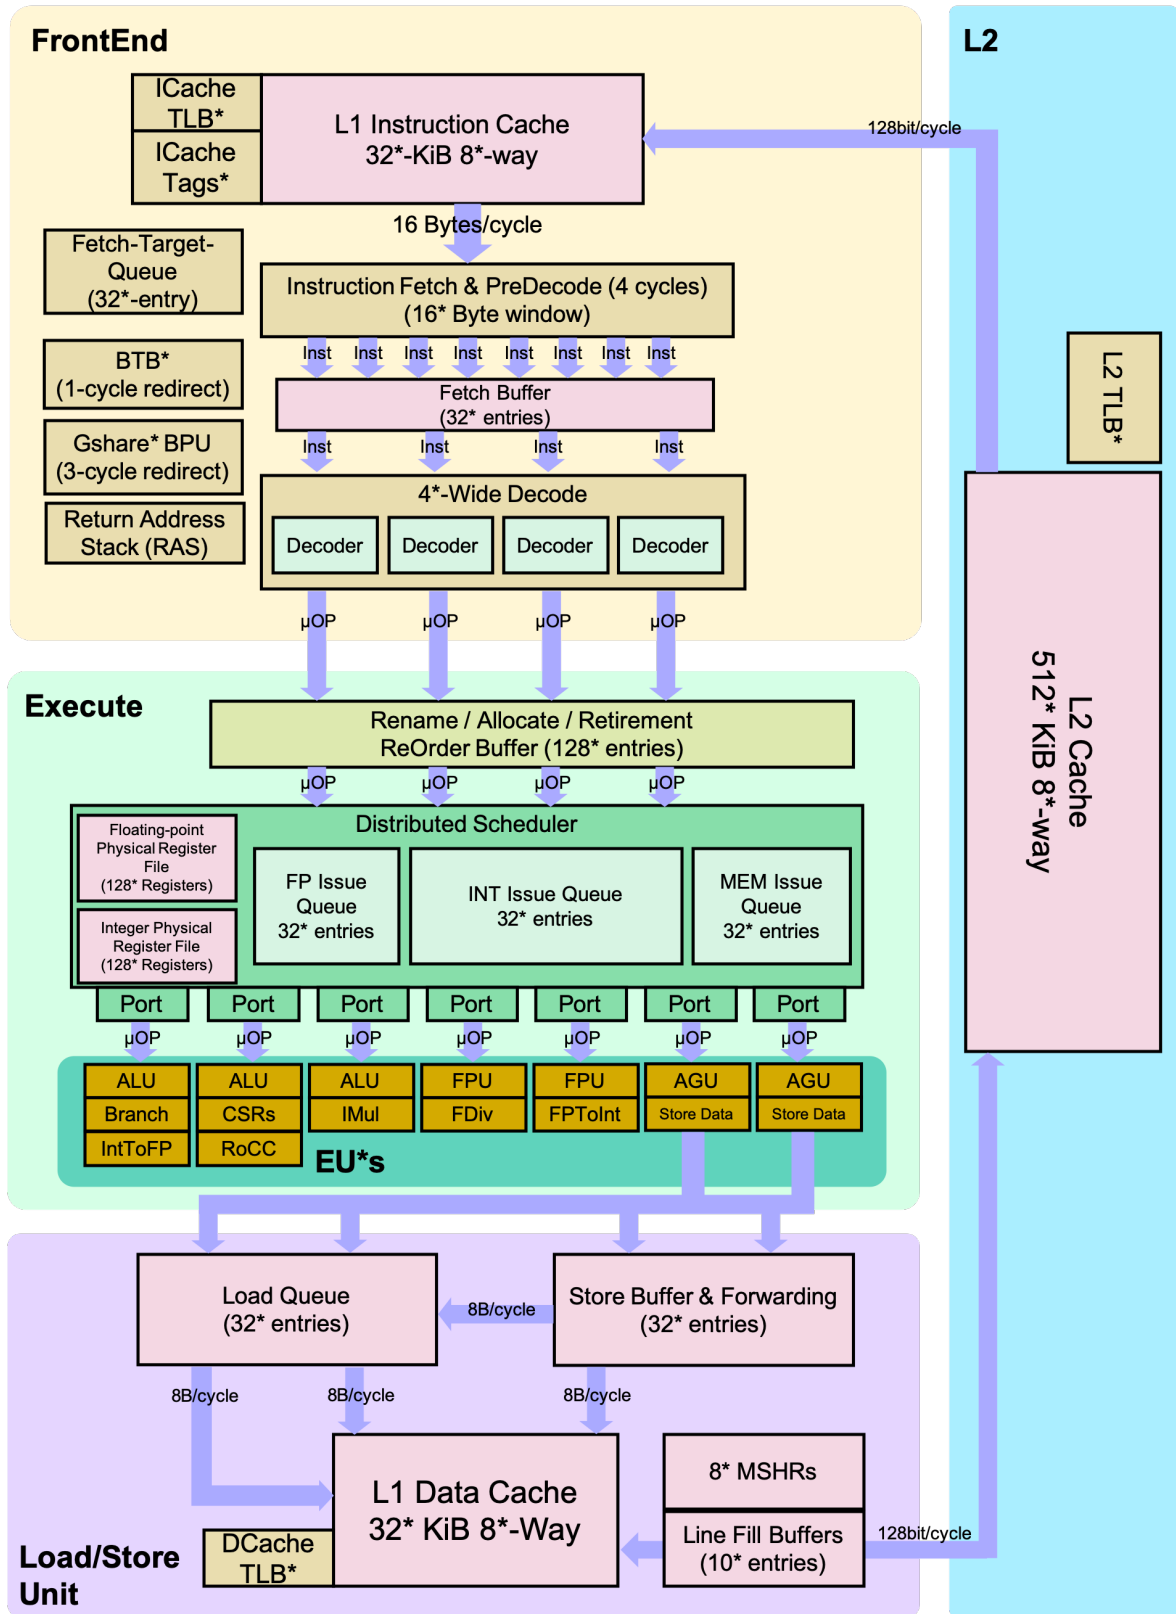 FrontEnd
L2
ICache
TLB*
ICache
Tags*
L1 Instruction Cache
32*-KiB 8*-way
128bit/cycle
16 Bytes/cycle
Fetch-Target-
Queue
(32*-entry)
Instruction Fetch & PreDecode (4 cycles)
(16* Byte window)
Inst Inst Inst Inst Inst Inst Inst Inst
BTB*
(1-cycle redirect)
Fetch Buffer
(32* entries)
L2 TLB*
Gshare* BPU
(3-cycle redirect)
Inst Inst Inst Inst
Return Address
Stack (RAS)
4*-Wide Decode
Decoder Decoder Decoder Decoder
µOP µOP µOP µOP
L2 Cache
512* KiB 8*-way
Execute
Rename / Allocate / Retirement
ReOrder Buffer (128* entries)
µOP µOP µOP µOP
Distributed Scheduler
Floating-point
Physical Register
File
(128* Registers)
Integer Physical
Register File
(128* Registers)
FP Issue
Queue
32* entries
INT Issue Queue
32* entries
MEM Issue
Queue
32* entries
Port Port Port Port Port Port Port
µOP µOP µOP µOP µOP µOP µOP
ALU ALU ALU FPU FPU AGU AGU
Branch CSRs IMul FDiv FPToInt Store Data Store Data
IntToFP RoCC
EU*s
Load Queue
(32* entries)
8B/cycle
Store Buffer & Forwarding
(32* entries)
8B/cycle 8B/cycle 8B/cycle
L1 Data Cache
32* KiB 8*-Way
8* MSHRs
Line Fill Buffers
(10* entries)
128bit/cycle
DCache
TLB*
Load/Store
Unit